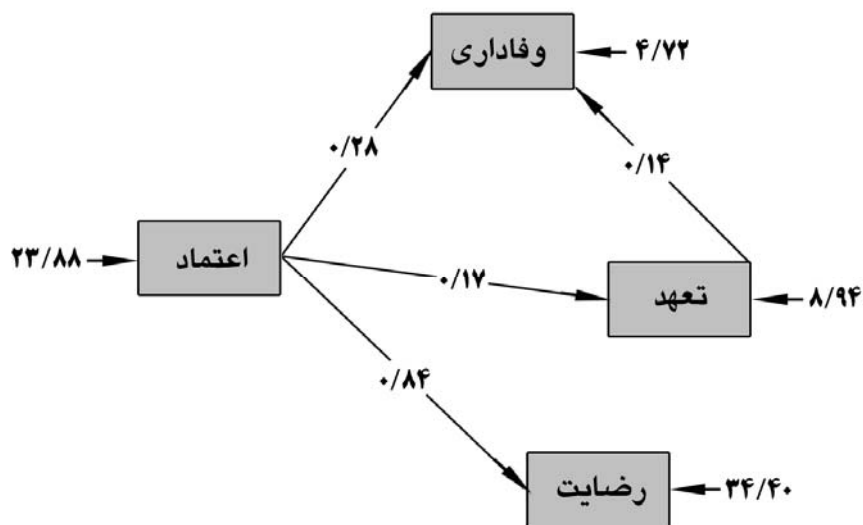 وفاداری
۴/۷۲
۰/۲۸
۰/۱۴
۲۳/۸۸
اعتماد
۰/۱۷
تعهد
۸/۹۴
۰/۸۴
رضایت
۳۴/۴۰